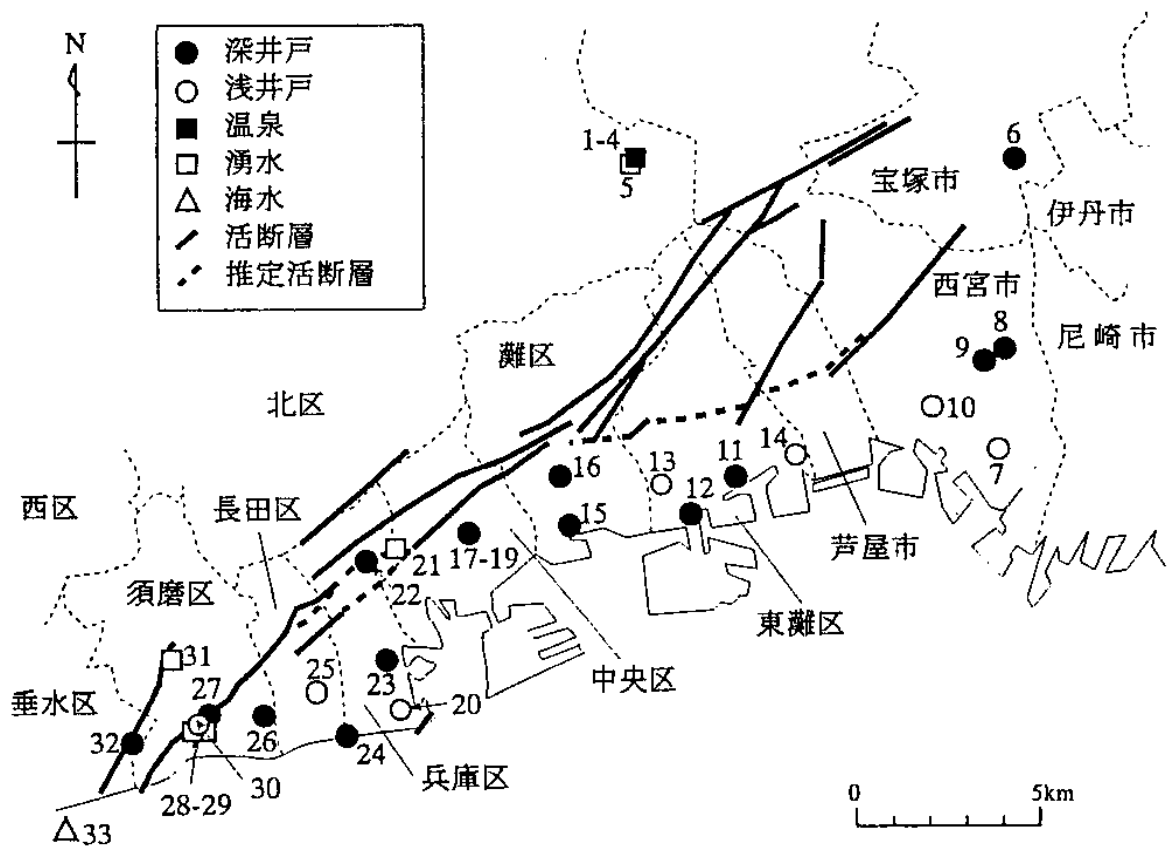 N
深井戸
浅井戸
温泉
湧水
海水
活断層
推定活断層
1-4
5
6
宝塚市
伊丹市
西宮市
8
尼崎市
9
灘区
北区
10
14
11
7
16
13
12
西区
長田区
15
芦屋市
21
17-19
22
須磨区
東灘区
31
中央区
25
23
垂水区
27
20
32
26
24
兵庫区
30
28-29
33
0
5km